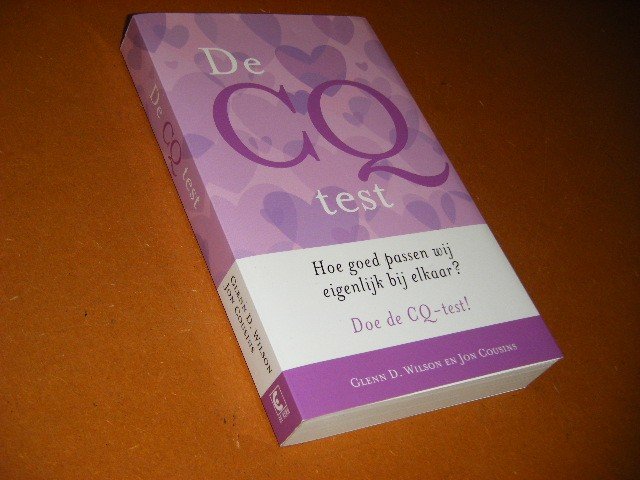 De
CQ
test
Hoe goed passen wij
eigenlijk bij elkaar?
Doe de CQ-test!
Glenn D. Wilson en Jon Cousins
De CQ test
Glenn D. Wilson
Jon Cousins